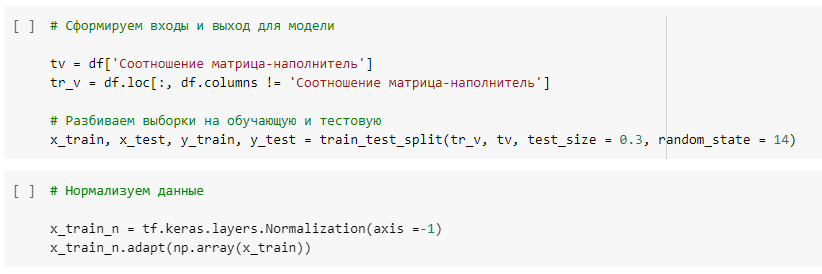 [ ] # Сформируем входы и выход для модели
tv = df['Соотношение матрица-наполнитель']
tr_v = df.loc[:, df.columns != 'Соотношение матрица-наполнитель']
# Разбиваем выборки на обучающую и тестовую
x_train, x_test, y_train, y_test = train_test_split(tr_v, tv, test_size = 0.3, random_state = 14)
[ ] # Нормализуем данные
x_train_n = tf.keras.layers.Normalization(axis =-1)
x_train_n.adapt(np.array(x_train))